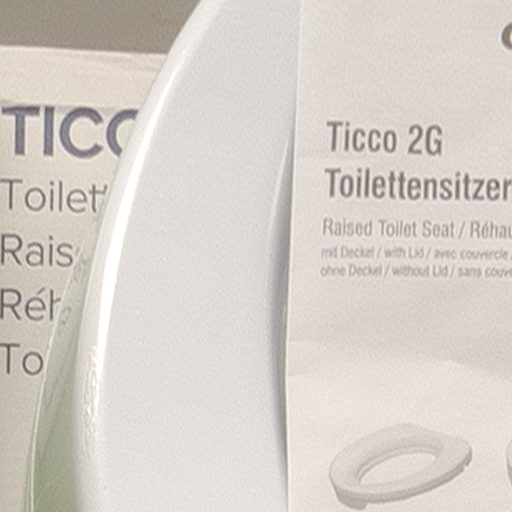 TICC
Toilet
Rais
Réh
To
Ticco 2G
Toilettensitzer
Raised Toilet Seat / Réhau
mit Deckel / with Lid / avec couvercle /
ohne Deckel / without Lid / sans couve